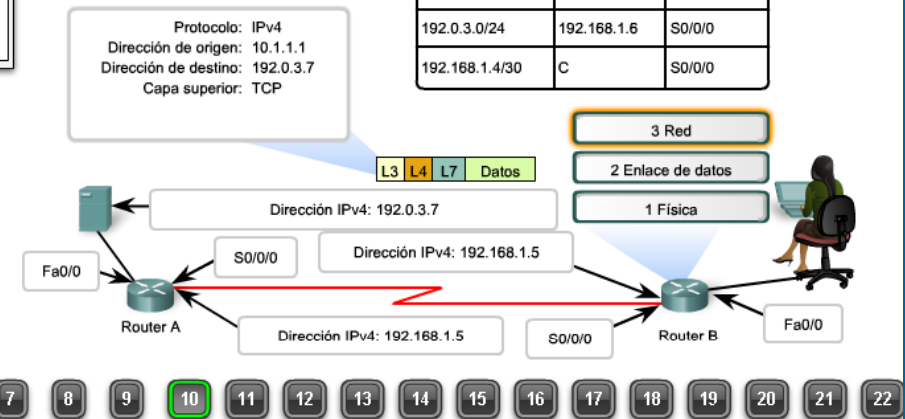 Protocolo: IPv4
Dirección de origen: 10.1.1.1
Dirección de destino: 192.0.3.7
Capa superior: TCP
192.0.3.0/24 192.168.1.6 S0/0/0
192.168.1.4/30 C S0/0/0
3 Red
2 Enlace de datos
1 Física
L3 L4 L7 Datos
Dirección IPv4: 192.0.3.7
Dirección IPv4: 192.168.1.5
S0/0/0
Fa0/0
Router A
Dirección IPv4: 192.168.1.5
S0/0/0
Router B
Fa0/0
7 8 9 10 11 12 13 14 15 16 17 18 19 20 21 22